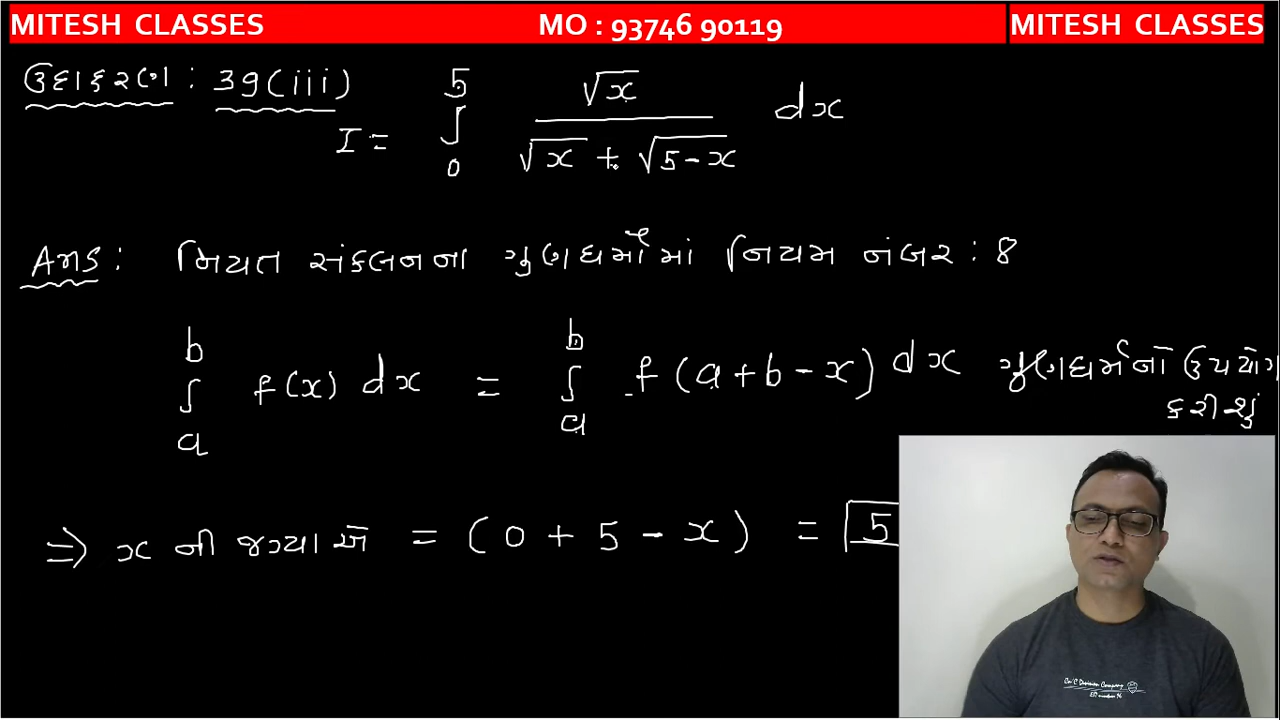 MITESH CLASSES MO : 93746 90119 MITESH CLASSES
ઉદાહરણ : 39(iii) I = ∫₀⁵ √x / (√x + √5-x) dx
Ans : નિયત સંકલનના ગુણધર્મોમાં નિયમ નંબર : 8
∫ₐᵇ f(x) dx = ∫ₐᵇ f(a+b-x) dx ગુણધર્મનો ઉપયોગ
કરીશું
⇒ x ની જગ્યાએ = (0 + 5 - x) = 5